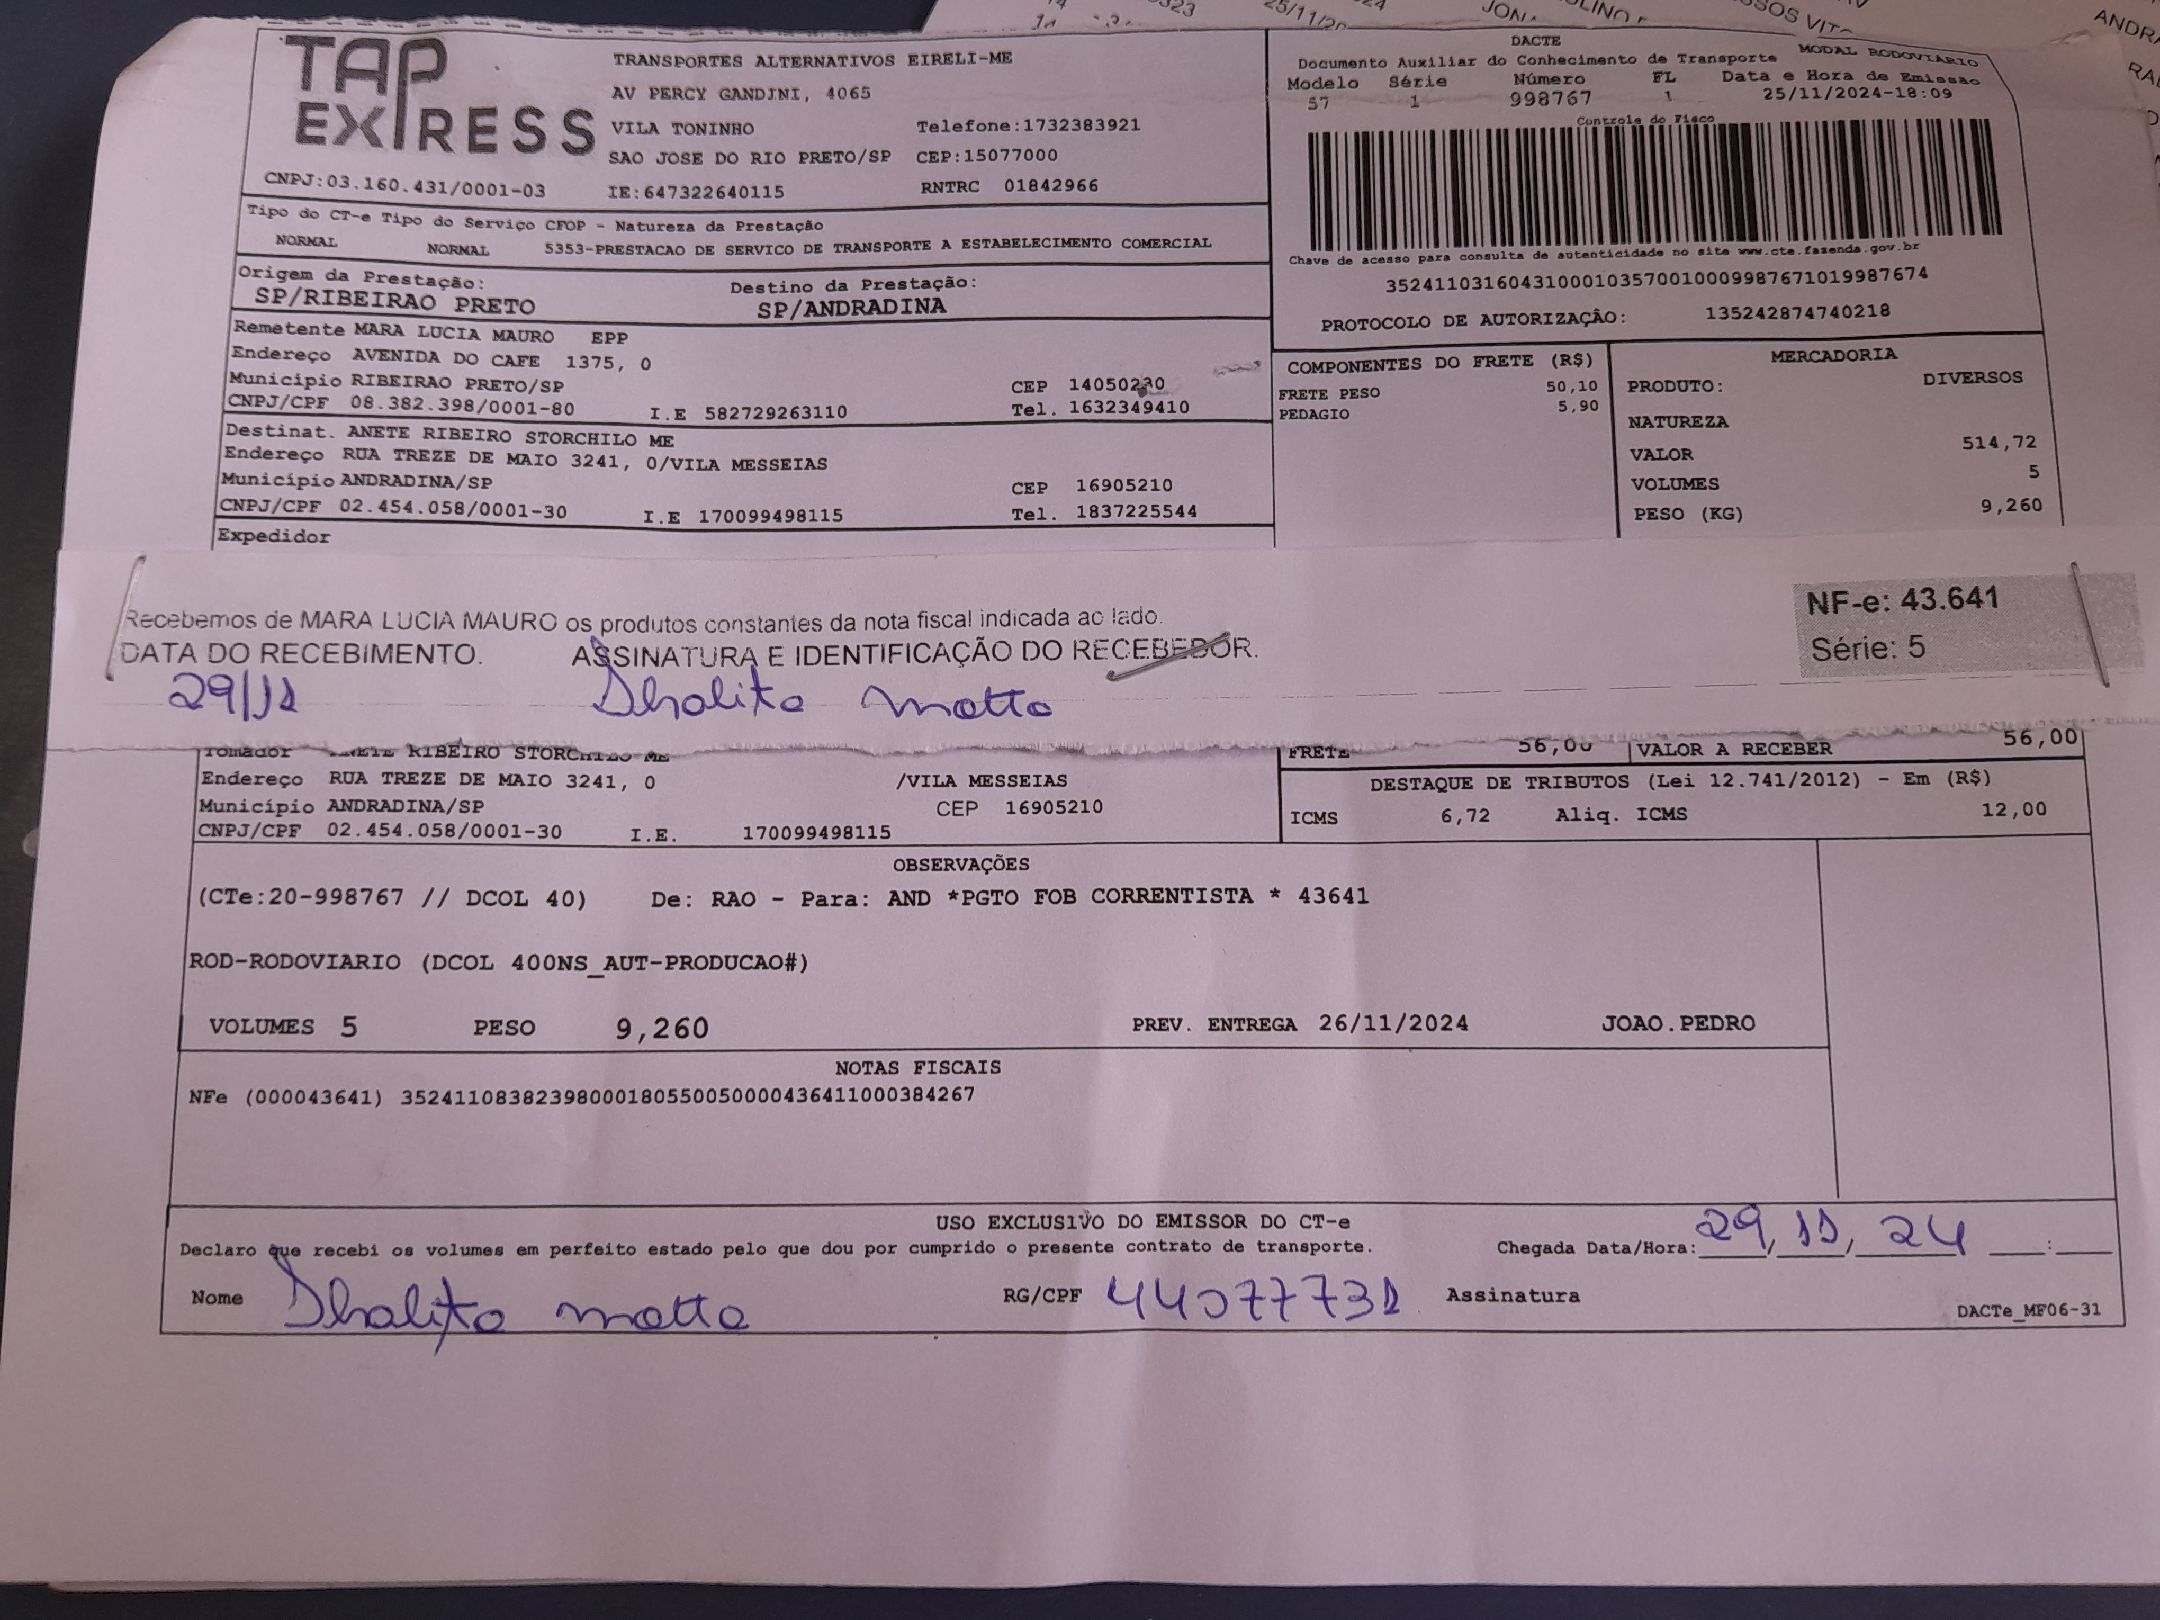 TAP EXPRESS
TRANSPORTES ALTERNATIVOS EIRELI-ME
AV PERCY GANDINI, 4065
VILA TONINHO Telefone:1732383921
SAO JOSE DO RIO PRETO/SP CEP:15077000
CNPJ:03.160.431/0001-03 IE:647322640115 RNTRC 01842966
DACTE
Documento Auxiliar do Conhecimento de Transporte MODAL RODOVIARIO
Modelo Série Número FL Data e Hora de Emissao
57 1 998767 1 25/11/2024-18:09
Controle do Fisco
Chave de acesso para consulta de autenticidade no site www.cte.fazenda.gov.br
35241103160431000103570010009987671019987674
PROTOCOLO DE AUTORIZAÇÂO: 135242874740218
Tipo do CT-e Tipo do Serviço CFOP - Natureza da Prestação
NORMAL NORMAL 5353-PRESTACAO DE SERVICO DE TRANSPORTE A ESTABELECIMENTO COMERCIAL
Origem da Prestação: Destino da Prestação:
SP/RIBEIRAO PRETO SP/ANDRADINA
Remetente MARA LUCIA MAURO EPP
Endereço AVENIDA DO CAFE 1375, 0
Município RIBEIRAO PRETO/SP CEP 14050230
CNPJ/CPF 08.382.398/0001-80 I.E 582729263110 Tel. 1632349410
Destinat. ANETE RIBEIRO STORCHILO ME
Endereço RUA TREZE DE MAIO 3241, 0/VILA MESSEIAS
Município ANDRADINA/SP CEP 16905210
CNPJ/CPF 02.454.058/0001-30 I.E 170099498115 Tel. 1837225544
Expedidor
COMPONENTES DO FRETE (R$)
FRETE PESO 50,10
PEDAGIO 5,90
MERCADORIA
PRODUTO: DIVERSOS
NATUREZA
VALOR 514,72
VOLUMES 5
PESO (KG) 9,260
Recebemos de MARA LUCIA MAURO os produtos constantes da nota fiscal indicada ao lado.
DATA DO RECEBIMENTO. ASSINATURA E IDENTIFICAÇÃO DO RECEBEDOR.
29/11 Dhalita motta
NF-e: 43.641
Série: 5
Tomador ANETE RIBEIRO STORCHILO ME
Endereço RUA TREZE DE MAIO 3241, 0 /VILA MESSEIAS
Município ANDRADINA/SP CEP 16905210
CNPJ/CPF 02.454.058/0001-30 I.E. 170099498115
FRETE 56,00 VALOR A RECEBER 56,00
DESTAQUE DE TRIBUTOS (Lei 12.741/2012) - Em (R$)
ICMS 6,72 Aliq. ICMS 12,00
OBSERVAÇÕES
(CTe:20-998767 // DCOL 40) De: RAO - Para: AND *PGTO FOB CORRENTISTA * 43641
ROD-RODOVIARIO (DCOL 400NS_AUT-PRODUCAO#)
VOLUMES 5 PESO 9,260 PREV. ENTREGA 26/11/2024 JOAO.PEDRO
NOTAS FISCAIS
NFe (000043641) 35241108382398000180550050000436411000384267
USO EXCLUSIVO DO EMISSOR DO CT-e
Declaro que recebi os volumes em perfeito estado pelo que dou por cumprido o presente contrato de transporte. Chegada Data/Hora: 29/11/24 __:__
Nome Dhalita motta RG/CPF 440777731 Assinatura
DACTe_MF06-31